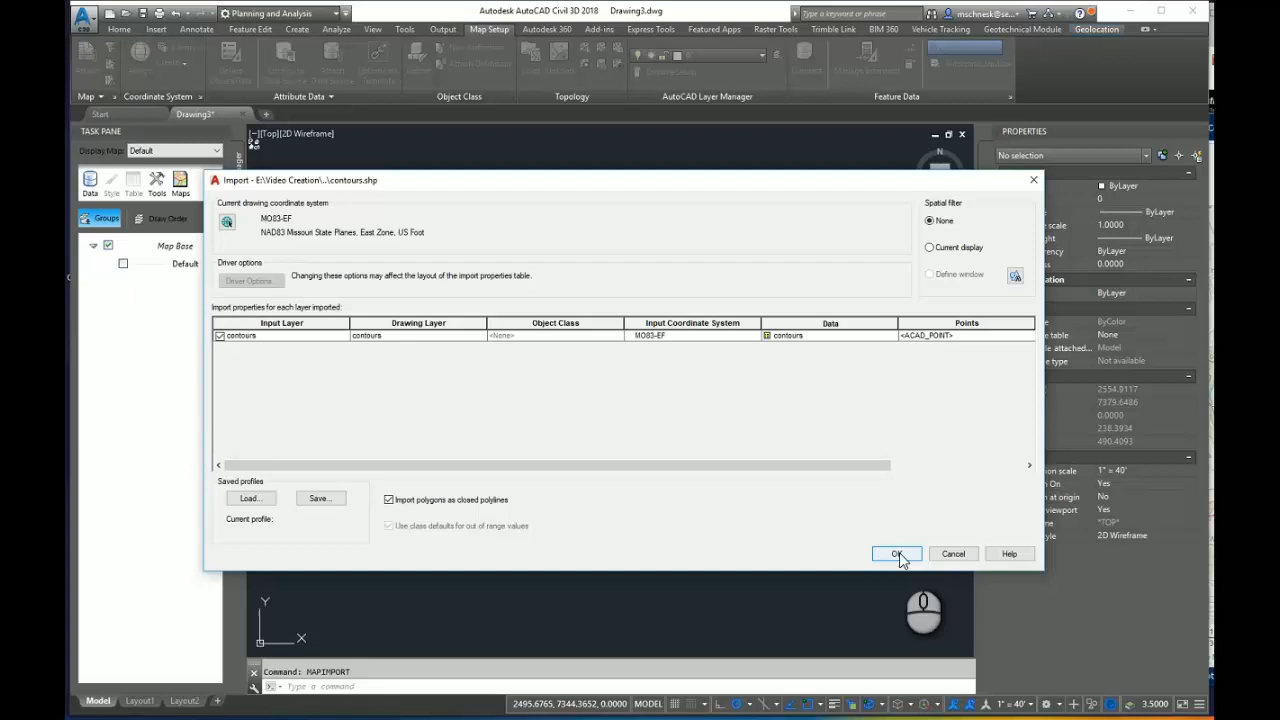 Planning and Analysis
Autodesk AutoCAD Civil 3D 2018 Drawing3.dwg
Type a keyword or phrase
mschnesk@se...
C3D
Home Insert Annotate Feature Edit Create Analyze View Tools Output Map Setup Autodesk 360 Add-ins Express Tools Featured Apps Raster Tools Trimble Link BIM 360 Vehicle Tracking Geotechnical Module Geolocation
Map Coordinate System Attribute Data Object Class Topology AutoCAD Layer Manager Feature Data
Start Drawing3*
TASK PANE
Display Map: Default
Data Style Table Tools Maps
Groups Draw Order
Map Base
Default
[−][Top][2D Wireframe]
N
PROPERTIES
No selection
Import - E:\Video Creation\...\contours.shp
Current drawing coordinate system
MO83-EF
NAD83 Missouri State Planes, East Zone, US Foot
Driver options
Driver Options...
Changing these options may affect the layout of the import properties table.
Spatial filter
None
Current display
Define window
Import properties for each layer imported:
Input Layer Drawing Layer Object Class Input Coordinate System Data Points
contours contours <None> MO83-EF contours <ACAD_POINT>
Saved profiles
Load... Save...
Current profile:
Import polygons as closed polylines
Use class defaults for out of range values
OK Cancel Help
ByLayer
0
ByLayer
1.0000
ByLayer
ByLayer
0.0000
ByLayer
ByColor
None
Model
Not available
2554.9117
7379.6486
0.0000
238.3934
490.4093
1" = 40'
Yes
No
Yes
*TOP*
2D Wireframe
Y
X
Command: MAPIMPORT
Type a command
Model Layout1 Layout2
2495.6765, 7344.3652, 0.0000 MODEL 1" = 40' 3.5000